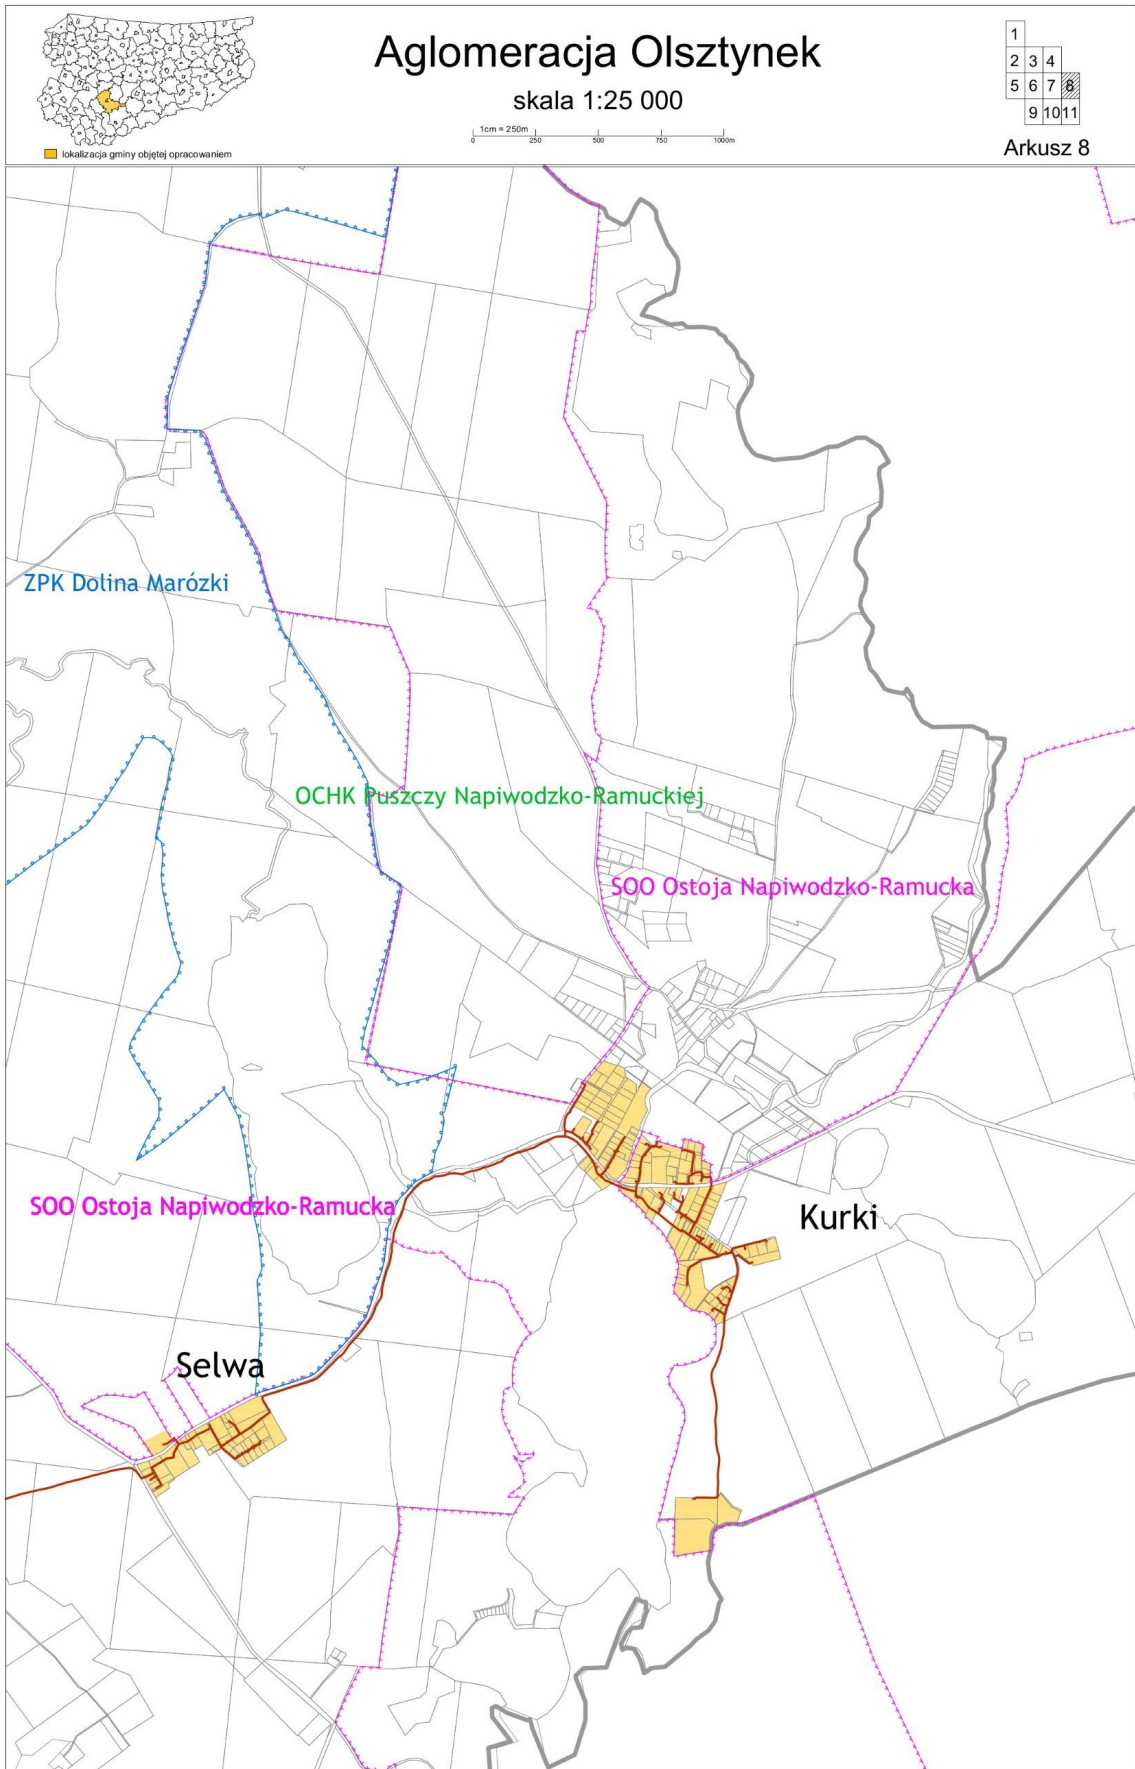 Aglomeracja Olsztynek
skala 1:25 000
1cm = 250m
0 250 500 750 1000m
lokalizacja gminy objętej opracowaniem
1
2 3 4
5 6 7 8
9 10 11
Arkusz 8
ZPK Dolina Marózki
OCHK Puszczy Napiwodzko-Ramuckiej
SOO Ostoja Napiwodzko-Ramucka
SOO Ostoja Napiwodzko-Ramucka
Kurki
Selwa